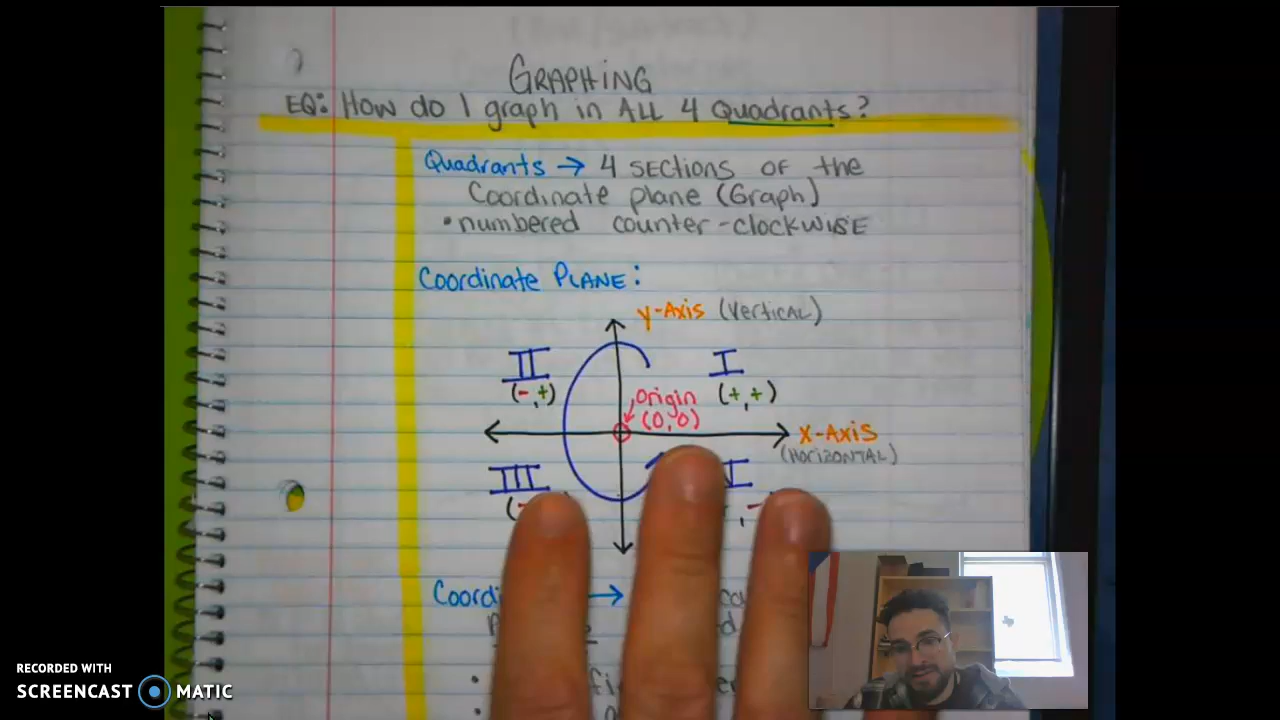 GRAPHING
EQ: How do I graph in ALL 4 Quadrants?
Quadrants → 4 SECTIONS OF the
Coordinate plane (Graph)
• numbered counter-clockwise
Coordinate PLANE:
y-Axis (Vertical)
II I
(-,+) (+,+)
Origin
(0,0)
X-Axis
(Horizontal)
III
RECORDED WITH
SCREENCAST MATIC